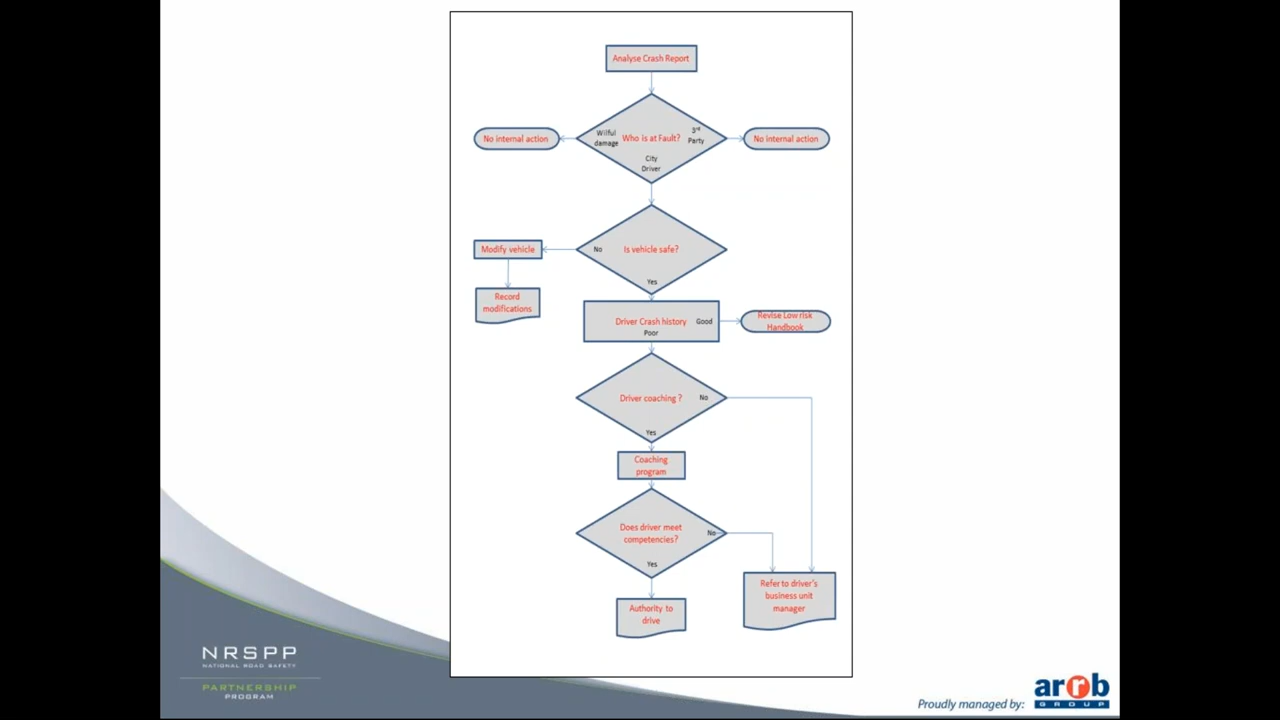 Analyse Crash Report
Wilful
damage
Who is at Fault?
3rd
Party
City
Driver
No internal action
No internal action
Is vehicle safe?
No
Yes
Modify vehicle
Record
modifications
Driver Crash history
Good
Poor
Revise Low risk
Handbook
Driver coaching ?
No
Yes
Coaching
program
Does driver meet
competencies?
No
Yes
Authority to
drive
Refer to driver's
business unit
manager
NRSPP
NATIONAL ROAD SAFETY
PARTNERSHIP
PROGRAM
Proudly managed by:
arrb
GROUP